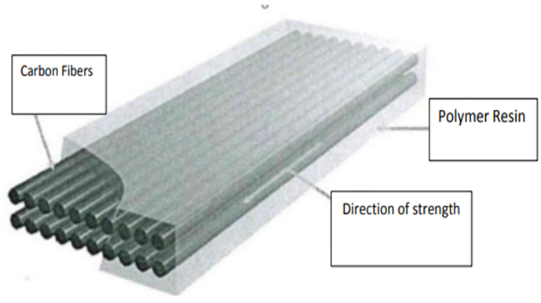 Carbon Fibers
Polymer Resin
Direction of strength